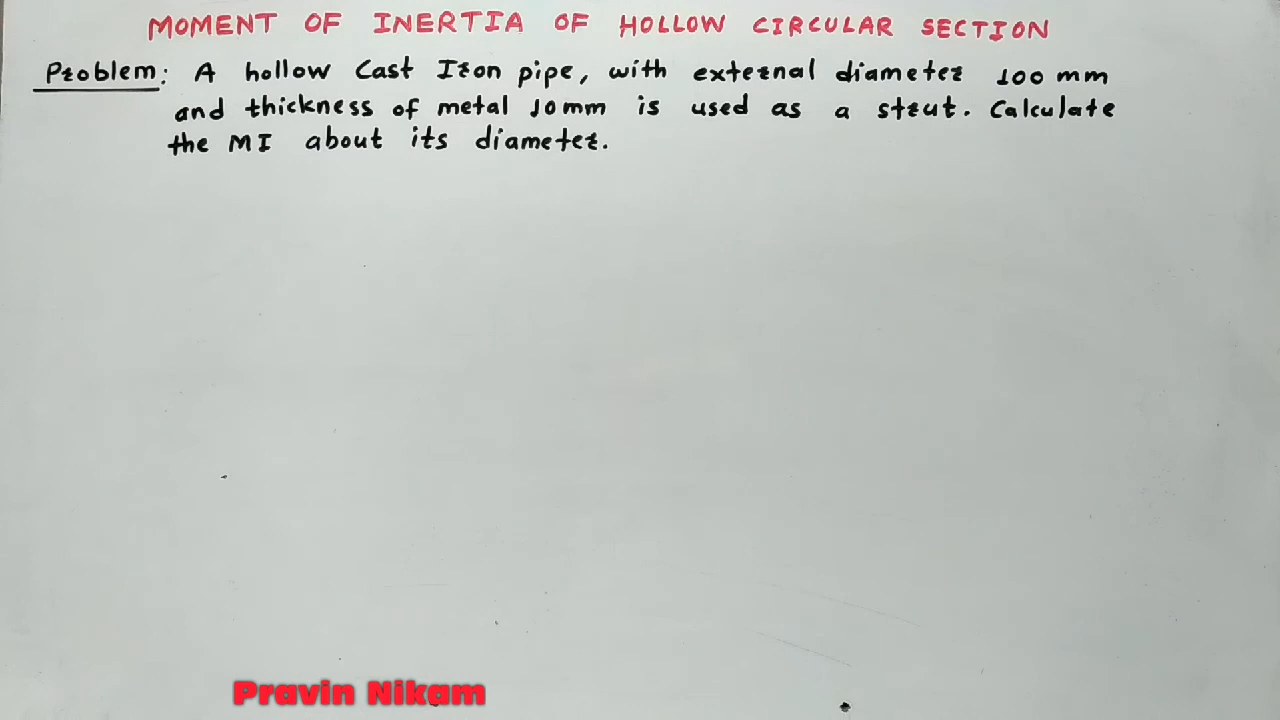 MOMENT OF INERTIA OF HOLLOW CIRCULAR SECTION
Problem: A hollow Cast Iron pipe, with external diameter 100 mm
and thickness of metal 10mm is used as a strut. Calculate
the MI about its diameter.
Pravin Nikam